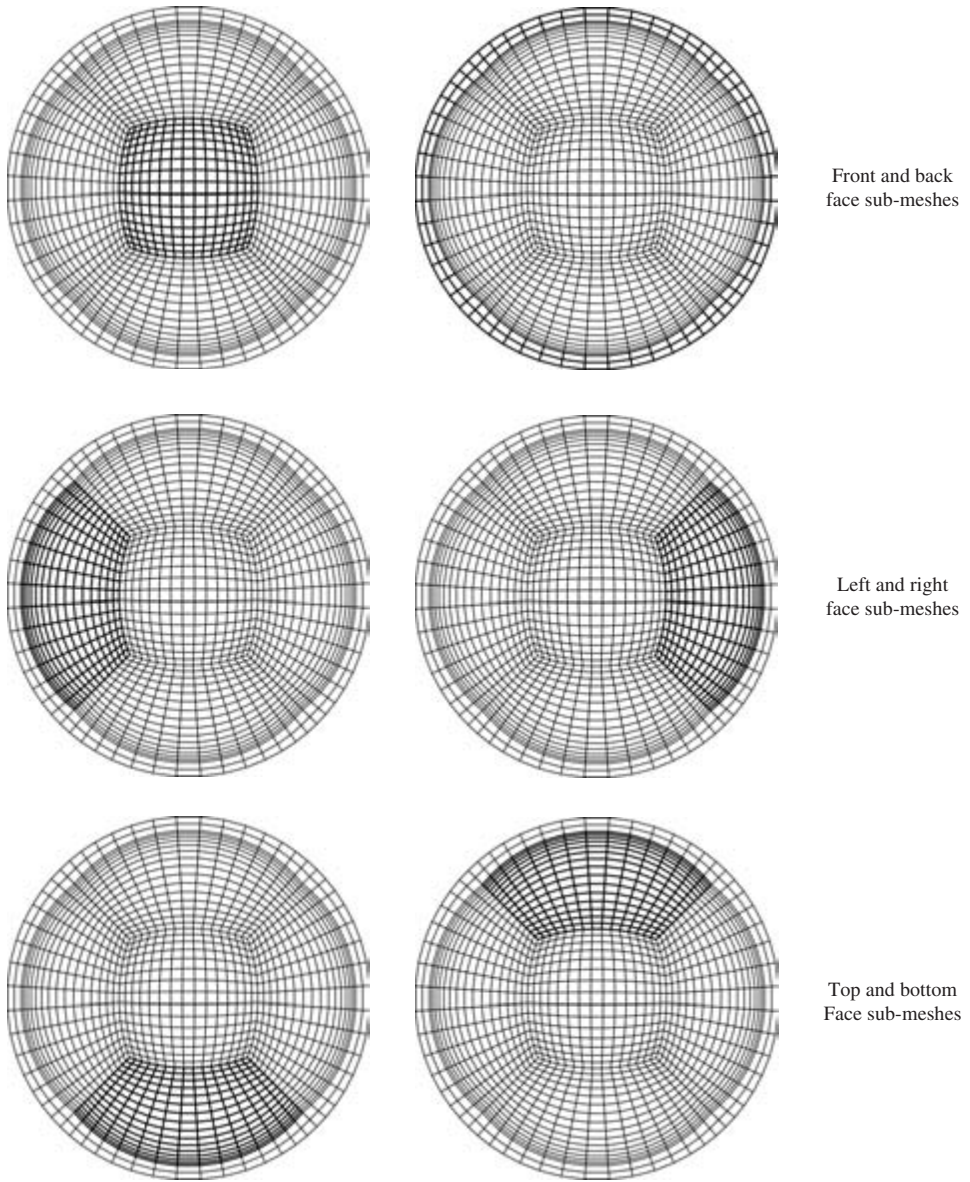 Front and back
face sub-meshes
Left and right
face sub-meshes
Top and bottom
Face sub-meshes